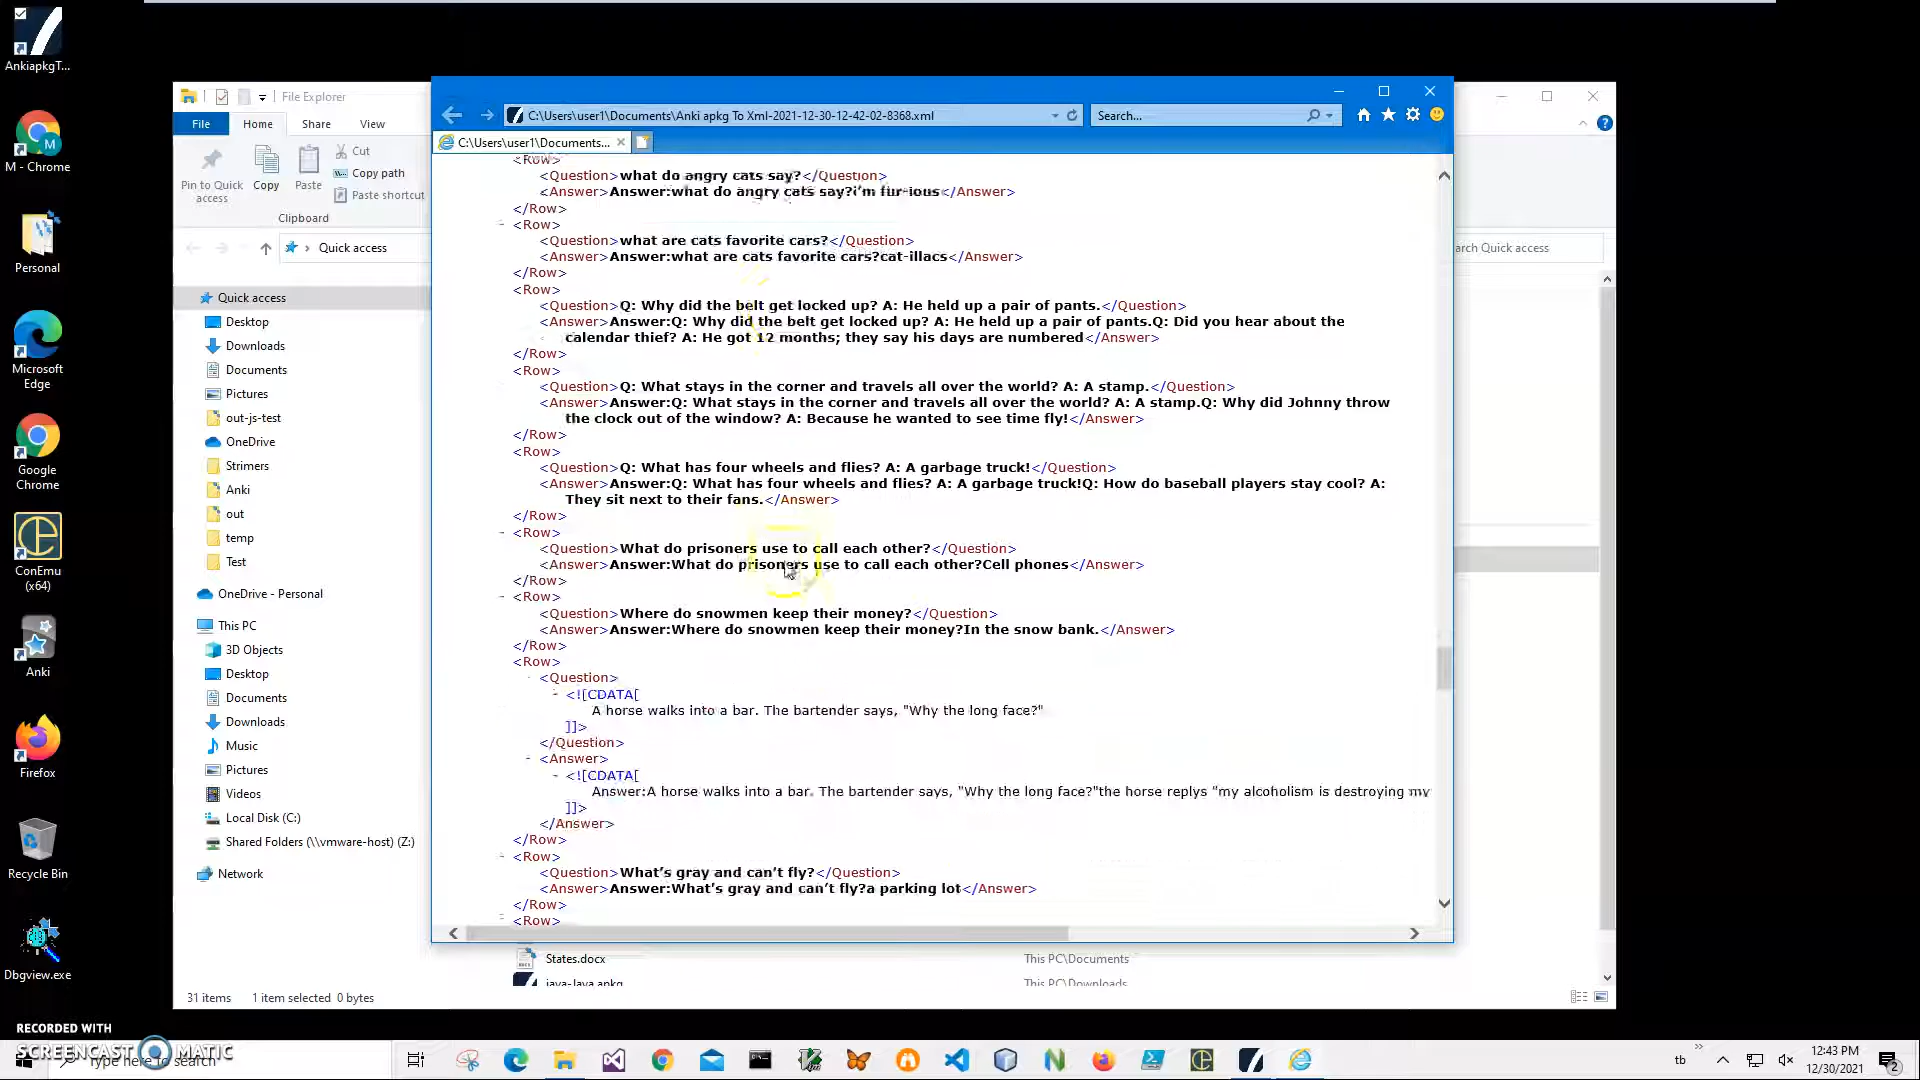 AnkiapkgT...
M - Chrome
Personal
Microsoft
Edge
Google
Chrome
ConEmu
(x64)
Anki
Firefox
Recycle Bin
Dbgview.exe
File Explorer
File
Home
Share
View
Pin to Quick
access
Copy
Paste
Cut
Copy path
Paste shortcut
Clipboard
Quick access
Quick access
Desktop
Downloads
Documents
Pictures
out-js-test
OneDrive
Strimers
Anki
out
temp
Test
OneDrive - Personal
This PC
3D Objects
Desktop
Documents
Downloads
Music
Pictures
Videos
Local Disk (C:)
Shared Folders (\\vmware-host) (Z:)
Network
31 items
1 item selected 0 bytes
C:\Users\user1\Documents\Anki apkg To Xml-2021-12-30-12-42-02-8368.xml
Search...
C:\Users\user1\Documents...
<Row>
<Question>what do angry cats say?</Question>
<Answer>Answer:what do angry cats say?i'm fur-ious</Answer>
</Row>
- <Row>
<Question>what are cats favorite cars?</Question>
<Answer>Answer:what are cats favorite cars?cat-illacs</Answer>
</Row>
- <Row>
<Question>Q: Why did the belt get locked up? A: He held up a pair of pants.</Question>
<Answer>Answer:Q: Why did the belt get locked up? A: He held up a pair of pants.Q: Did you hear about the
calendar thief? A: He got 12 months; they say his days are numbered</Answer>
</Row>
- <Row>
<Question>Q: What stays in the corner and travels all over the world? A: A stamp.</Question>
<Answer>Answer:Q: What stays in the corner and travels all over the world? A: A stamp.Q: Why did Johnny throw
the clock out of the window? A: Because he wanted to see time fly!</Answer>
</Row>
- <Row>
<Question>Q: What has four wheels and flies? A: A garbage truck!</Question>
<Answer>Answer:Q: What has four wheels and flies? A: A garbage truck!Q: How do baseball players stay cool? A:
They sit next to their fans.</Answer>
</Row>
- <Row>
<Question>What do prisoners use to call each other?</Question>
<Answer>Answer:What do prisoners use to call each other?Cell phones</Answer>
</Row>
- <Row>
<Question>Where do snowmen keep their money?</Question>
<Answer>Answer:Where do snowmen keep their money?In the snow bank.</Answer>
</Row>
- <Row>
- <Question>
- <![CDATA[
A horse walks into a bar. The bartender says, "Why the long face?"
]]>
</Question>
- <Answer>
- <![CDATA[
Answer:A horse walks into a bar. The bartender says, "Why the long face?"the horse replys "my alcoholism is destroying my
]]>
</Answer>
</Row>
- <Row>
<Question>What's gray and can't fly?</Question>
<Answer>Answer:What's gray and can't fly?a parking lot</Answer>
</Row>
- <Row>
arch Quick access
States.docx
This PC\Documents
java-lava.apkg
This PC\Downloads
RECORDED WITH
SCREENCAST MATIC
Type here to search
tb
12:43 PM
12/30/2021
2